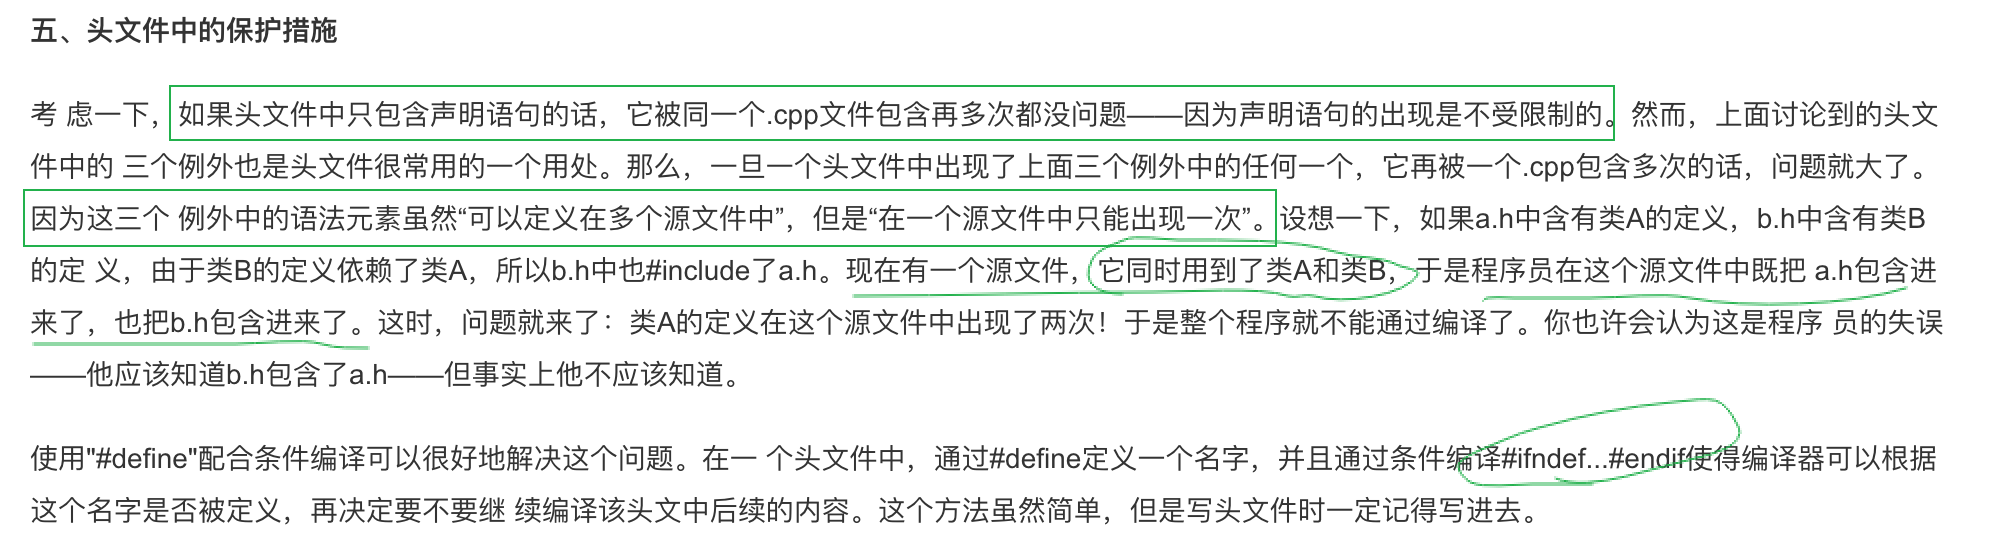 五、头文件中的保护措施
考 虑一下，如果头文件中只包含声明语句的话，它被同一个.cpp文件包含再多次都没问题——因为声明语句的出现是不受限制的。然而，上面讨论到的头文
件中的 三个例外也是头文件很常用的一个用处。那么，一旦一个头文件中出现了上面三个例外中的任何一个，它再被一个.cpp包含多次的话，问题就大了。
因为这三个 例外中的语法元素虽然“可以定义在多个源文件中”，但是“在一个源文件中只能出现一次”。设想一下，如果a.h中含有类A的定义，b.h中含有类B
的定 义，由于类B的定义依赖了类A，所以b.h中也#include了a.h。现在有一个源文件，它同时用到了类A和类B，于是程序员在这个源文件中既把 a.h包含进
来了，也把b.h包含进来了。这时，问题就来了：类A的定义在这个源文件中出现了两次！于是整个程序就不能通过编译了。你也许会认为这是程序 员的失误
——他应该知道b.h包含了a.h——但事实上他不应该知道。
使用"#define"配合条件编译可以很好地解决这个问题。在一 个头文件中，通过#define定义一个名字，并且通过条件编译#ifndef...#endif使得编译器可以根据
这个名字是否被定义，再决定要不要继 续编译该头文中后续的内容。这个方法虽然简单，但是写头文件时一定记得写进去。